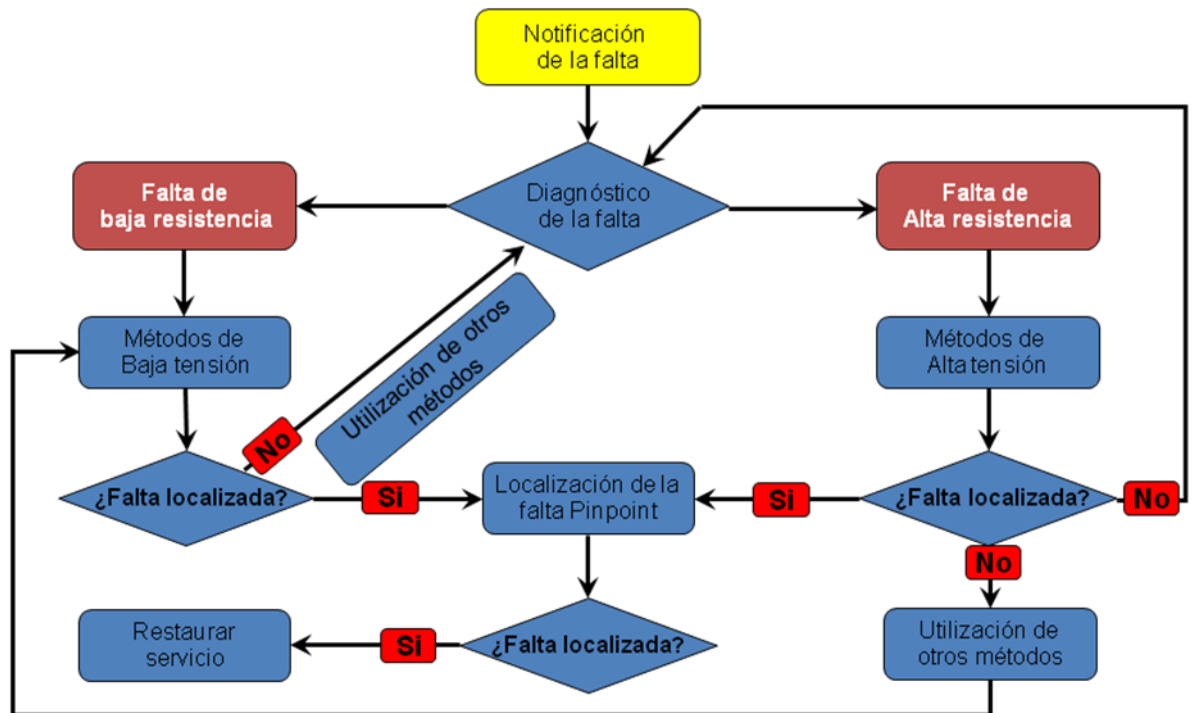 Notificación
de la falta
Diagnóstico
de la falta
Falta de
baja resistencia
Falta de
Alta resistencia
Métodos de
Baja tensión
Utilización de otros
métodos
Métodos de
Alta tensión
No
¿Falta localizada?
Si
Localización de la
falta Pinpoint
Si
¿Falta localizada?
No
No
Restaurar
servicio
Si
¿Falta localizada?
Utilización de
otros métodos